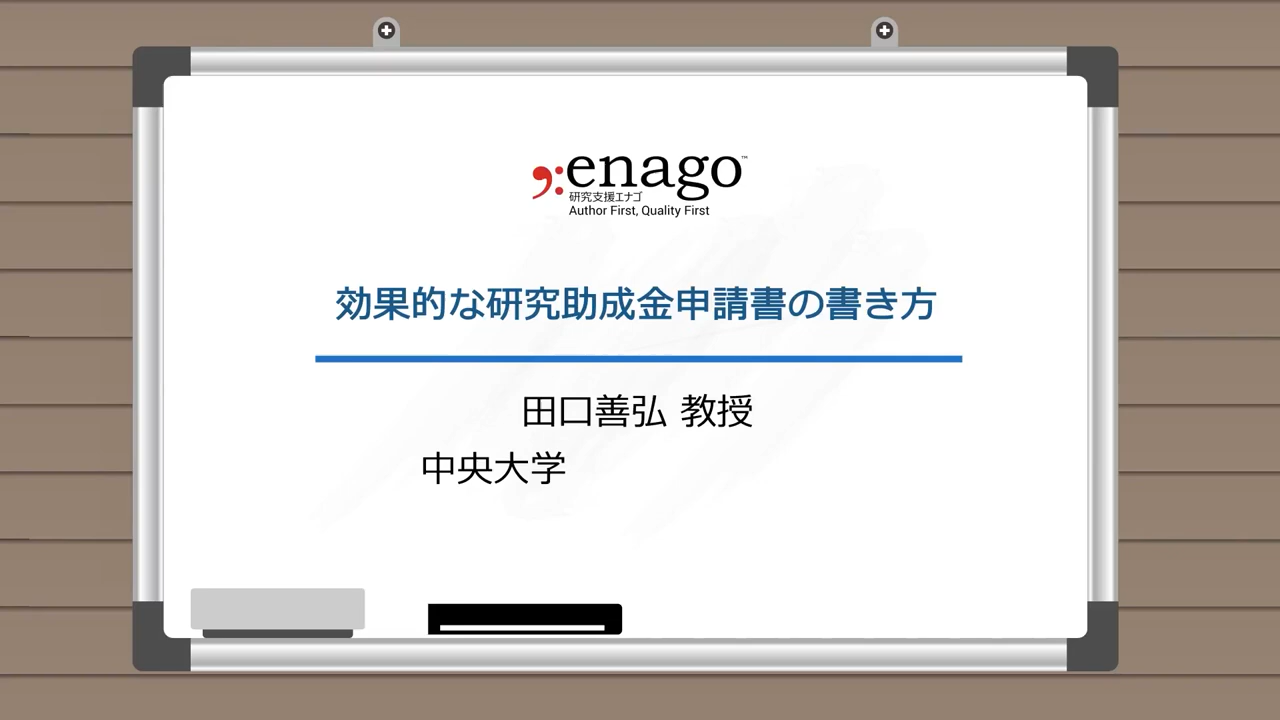 enago™
研究支援エナゴ
Author First, Quality First
効果的な研究助成金申請書の書き方
田口善弘 教授
中央大学